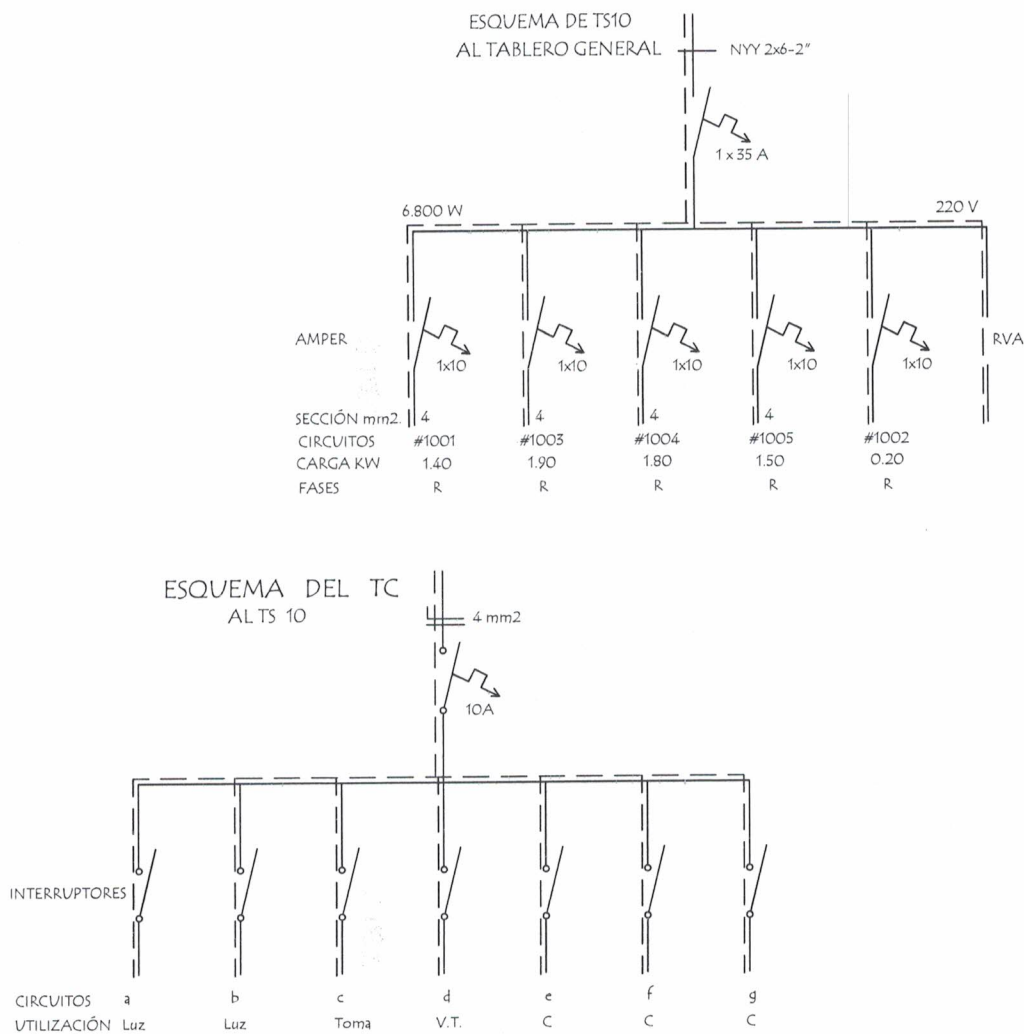 ESQUEMA DE TS10
AL TABLERO GENERAL
NYY 2x6-2"
1 x 35 A
6.800 W
220 V
AMPER
1x10
1x10
1x10
1x10
1x10
RVA
SECCIÓN mm2. 4 4 4 4
CIRCUITOS #1001 #1003 #1004 #1005 #1002
CARGA KW 1.40 1.90 1.80 1.50 0.20
FASES R R R R R
ESQUEMA DEL TC
AL TS 10
4 mm2
10A
INTERRUPTORES
CIRCUITOS a b c d e f g
UTILIZACIÓN Luz Luz Toma V.T. C C C